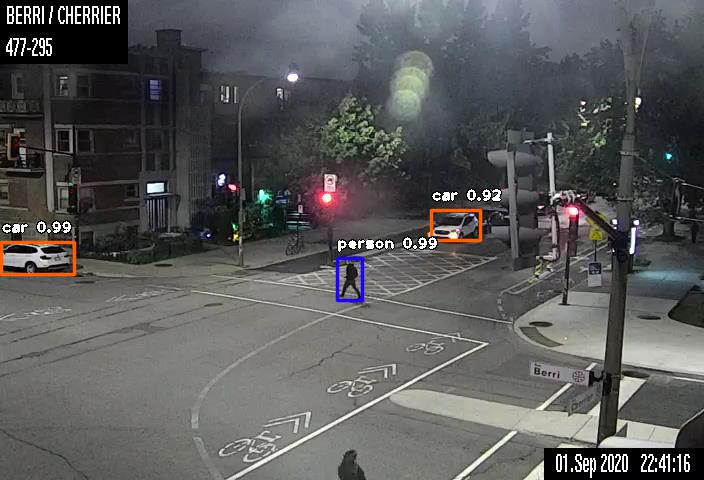 BERRI / CHERRIER
477-295
car 0.92
car 0.99
person 0.99
Berri
Cherrier
01.Sep 2020 22:41:16